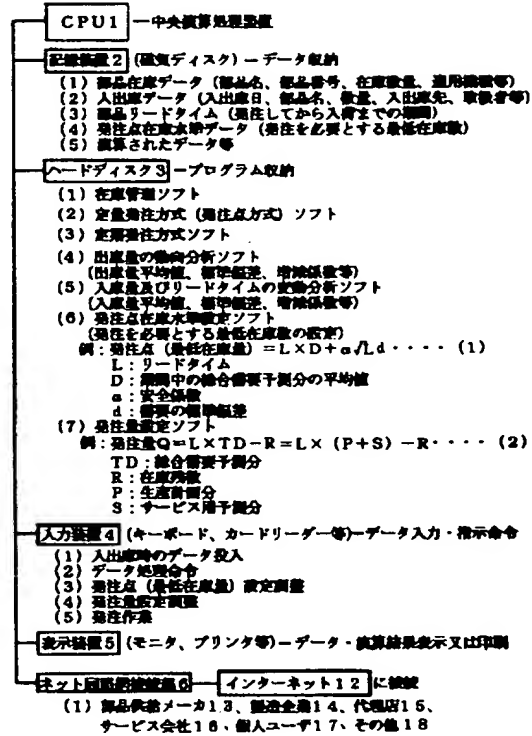 CPU1 ー中央演算処理装置
記録装置2 (磁気ディスク) ーデータ収納
(1) 部品在庫データ (部品名、部品番号、在庫数量、適用機種等)
(2) 入出庫データ (入出庫日、部品名、数量、入出庫先、取扱者等)
(3) 部品リードタイム (発注してから入荷までの期間)
(4) 発注点在庫水準データ (発注を必要とする最低在庫数)
(5) 演算されたデータ等
ハードディスク3 ープログラム収納
(1) 在庫管理ソフト
(2) 定量発注方式 (発注点方式) ソフト
(3) 定期発注方式ソフト
(4) 出庫量の動向分析ソフト
(出庫量平均値、標準偏差、増減係数等)
(5) 入庫量及びリードタイムの変動分析ソフト
(入庫量平均値、標準偏差、増減係数等)
(6) 発注点在庫水準設定ソフト
(発注を必要とする最低在庫数の設定)
例:発注点 (最低在庫量) =L×D+α√Ld・・・・ (1)
L:リードタイム
D:期間中の総合需要予測分の平均値
α:安全係数
d:需要の標準偏差
(7) 発注量設定ソフト
例:発注量Q=L×TD−R=L× (P+S) −R・・・・ (2)
TD:総合需要予測分
R:在庫残数
P:生産計画分
S:サービス用予測分
入力装置4 (キーボード、カードリーダー等)ーデータ入力・指示命令
(1) 入出庫時のデータ投入
(2) データ処理命令
(3) 発注点 (最低在庫量) 設定調整
(4) 発注量設定調整
(5) 発注作業
表示装置5 (モニタ、プリンタ等) ーデータ・演算結果表示又は印刷
ネット回路網接続器6 ー インターネット12 に接続
(1) 部品供給メーカ13、製造企業14、代理店15、
サービス会社16、個人ユーザ17、その他18